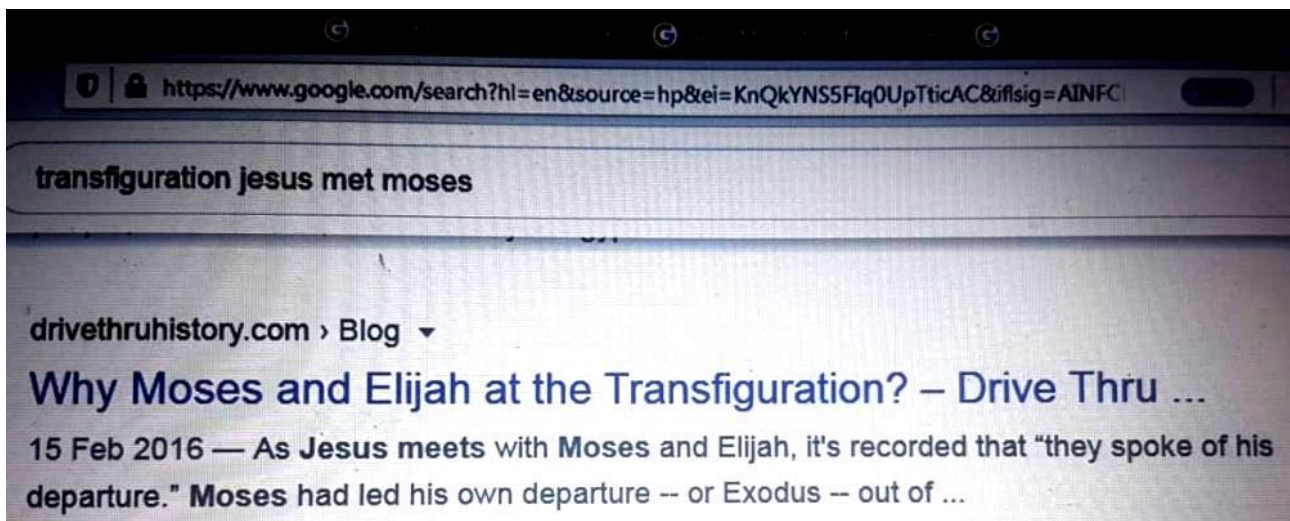 https://www.google.com/search?hl=en&source=hp&ei=KnQkYNS5FIq0UpTticAC&iflsig=AINFC
transfiguration jesus met moses
drivethruhistory.com › Blog
Why Moses and Elijah at the Transfiguration? – Drive Thru ...
15 Feb 2016 — As Jesus meets with Moses and Elijah, it's recorded that “they spoke of his
departure.” Moses had led his own departure -- or Exodus -- out of ...